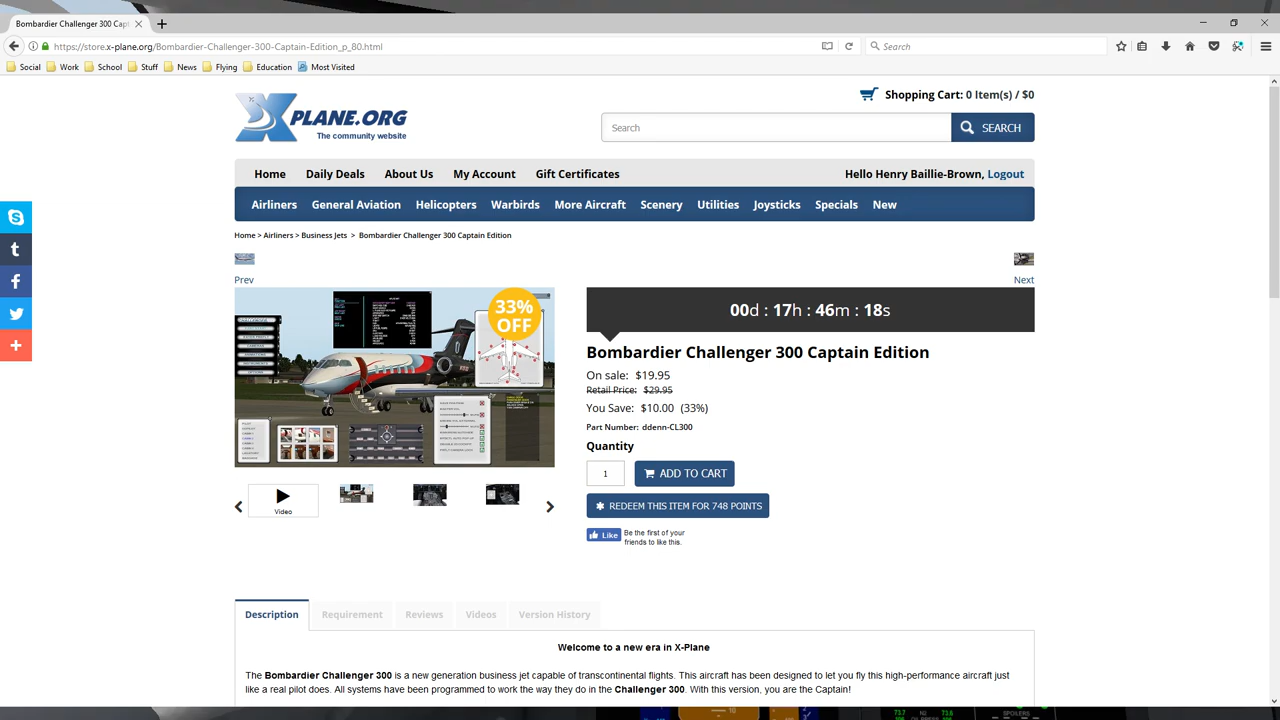 Bombardier Challenger 300 Capt
https://store.x-plane.org/Bombardier-Challenger-300-Captain-Edition_p_80.html
Search
Social
Work
School
Stuff
News
Flying
Education
Most Visited
PLANE.ORG
The community website
Shopping Cart: 0 Item(s) / $0
Search
SEARCH
Home
Daily Deals
About Us
My Account
Gift Certificates
Hello Henry Baillie-Brown, Logout
Airliners
General Aviation
Helicopters
Warbirds
More Aircraft
Scenery
Utilities
Joysticks
Specials
New
Home > Airliners > Business Jets > Bombardier Challenger 300 Captain Edition
Prev
Next
33%
OFF
00d : 17h : 46m : 18s
Bombardier Challenger 300 Captain Edition
On sale: $19.95
Retail Price: $29.95
You Save: $10.00 (33%)
Part Number: ddenn-CL300
Quantity
1
ADD TO CART
REDEEM THIS ITEM FOR 748 POINTS
Like
Be the first of your
friends to like this.
Video
Description
Requirement
Reviews
Videos
Version History
Welcome to a new era in X-Plane
The Bombardier Challenger 300 is a new generation business jet capable of transcontinental flights. This aircraft has been designed to let you fly this high-performance aircraft just
like a real pilot does. All systems have been programmed to work the way they do in the Challenger 300. With this version, you are the Captain!